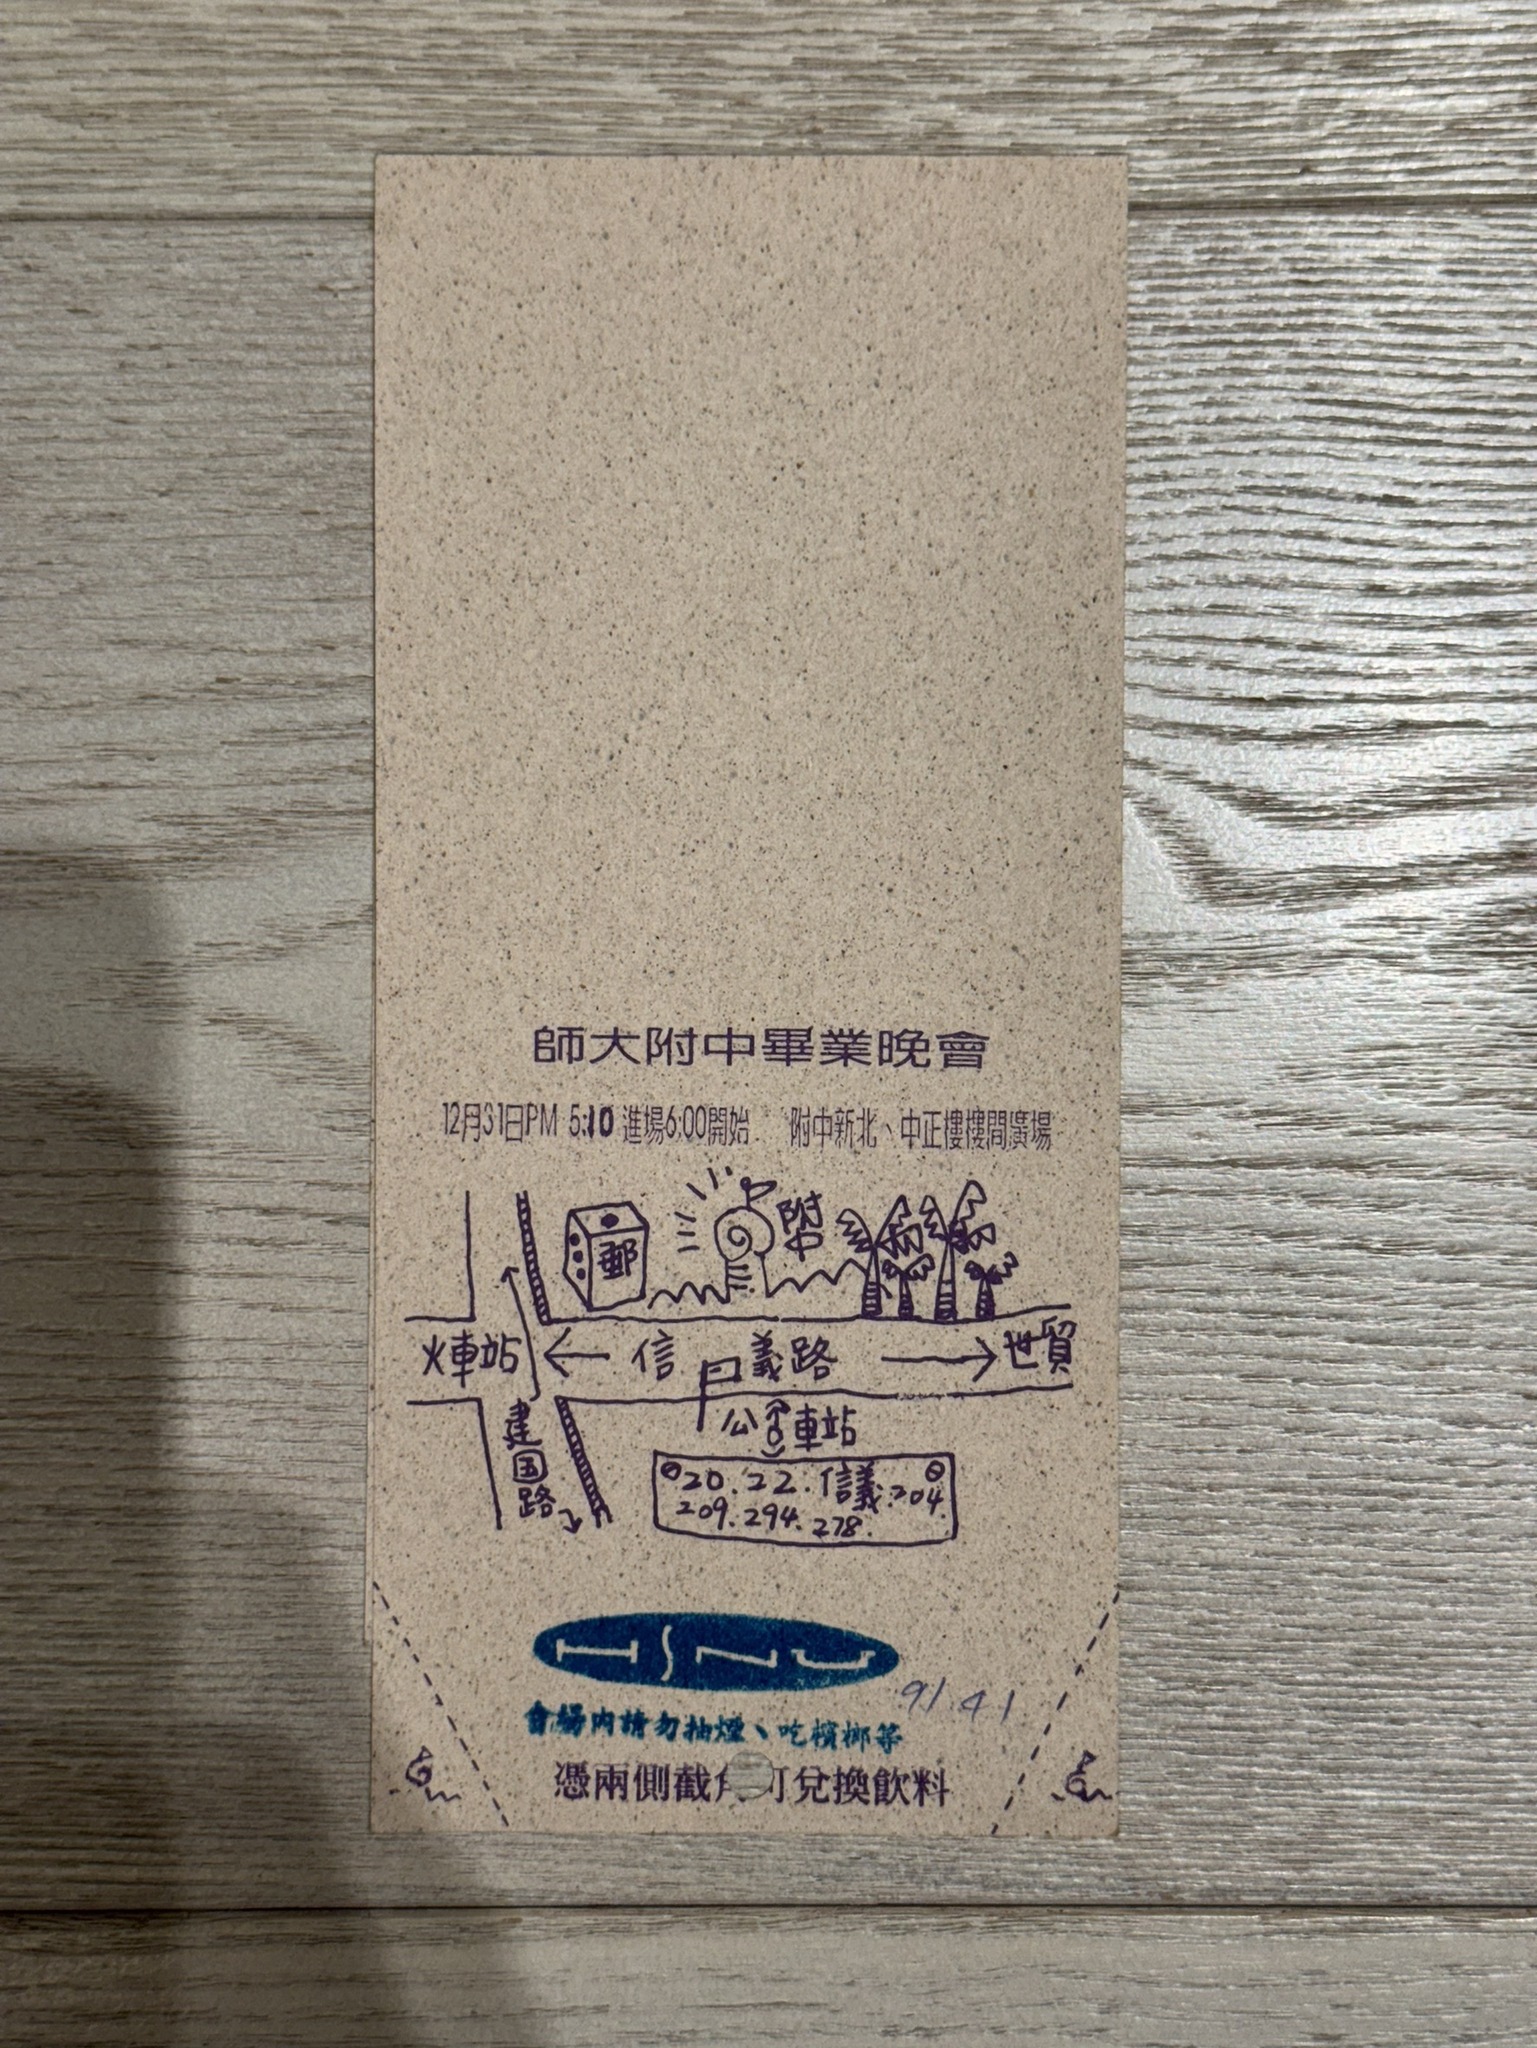 師大附中畢業晚會
12月31日PM 5:10 進場6:00開始 附中新北、中正樓樓間廣場
郵
附中
火車站 ← 信義路 → 世貿
公車站
建国路
20.22.信義.204.
209.294.278.
HSNU
91 41
會場內請勿抽煙、吃檳榔等
憑兩側截角可兌換飲料